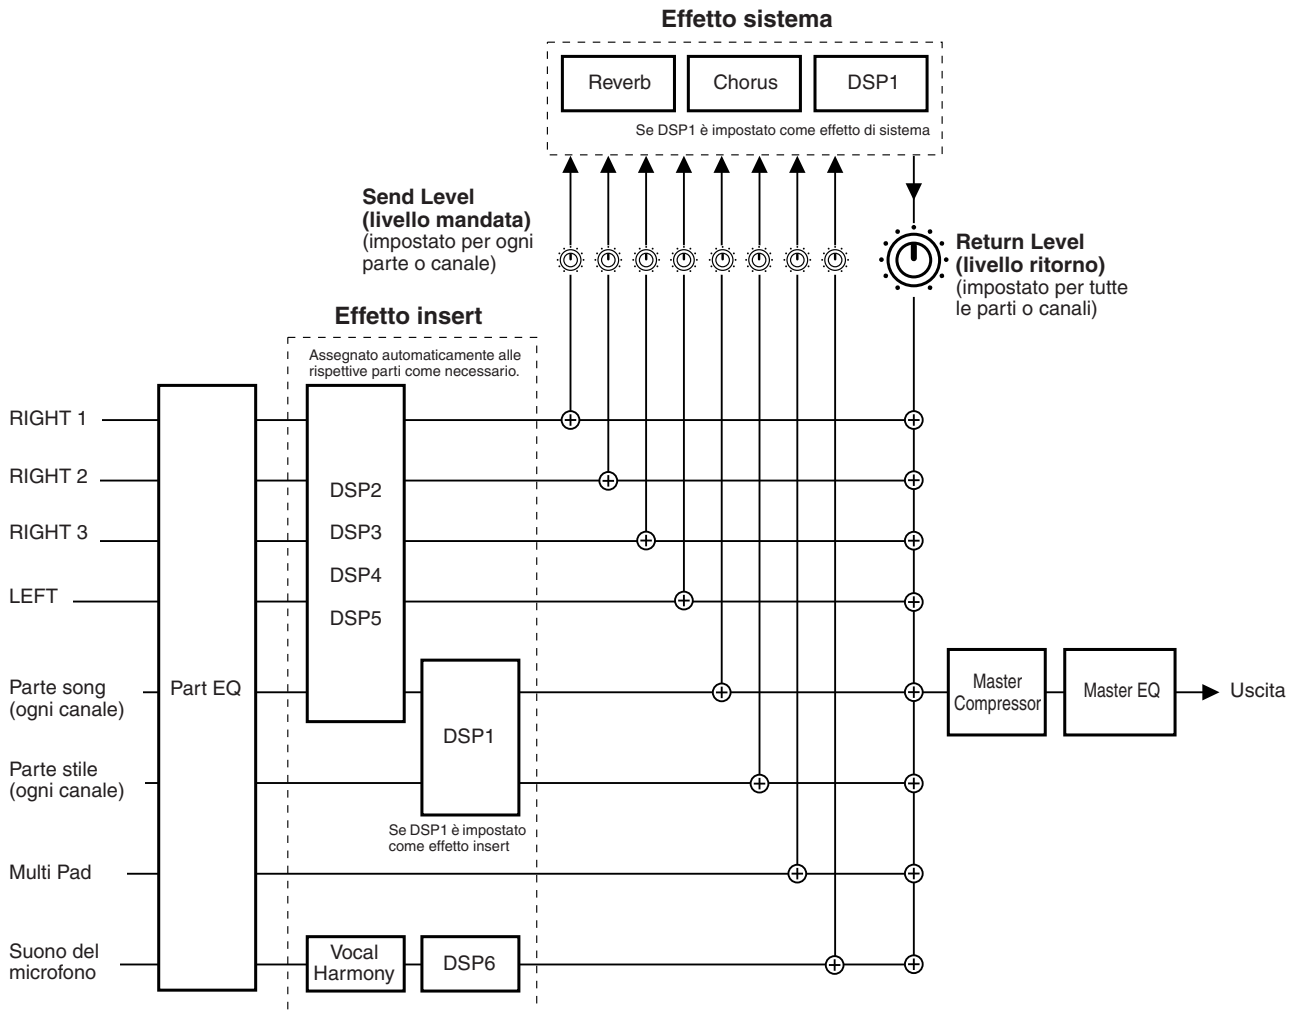 Effetto sistema
Reverb
Chorus
DSP1
Se DSP1 è impostato come effetto di sistema
Send Level
(livello mandata)
(impostato per ogni
parte o canale)
Return Level
(livello ritorno)
(impostato per tutte
le parti o canali)
Effetto insert
Assegnato automaticamente alle
rispettive parti come necessario.
RIGHT 1
RIGHT 2
RIGHT 3
LEFT
Parte song
(ogni canale)
Parte stile
(ogni canale)
Multi Pad
Suono del
microfono
Part EQ
DSP2
DSP3
DSP4
DSP5
DSP1
Se DSP1 è impostato
come effetto insert
Vocal
Harmony
DSP6
Master
Compressor
Master EQ
Uscita